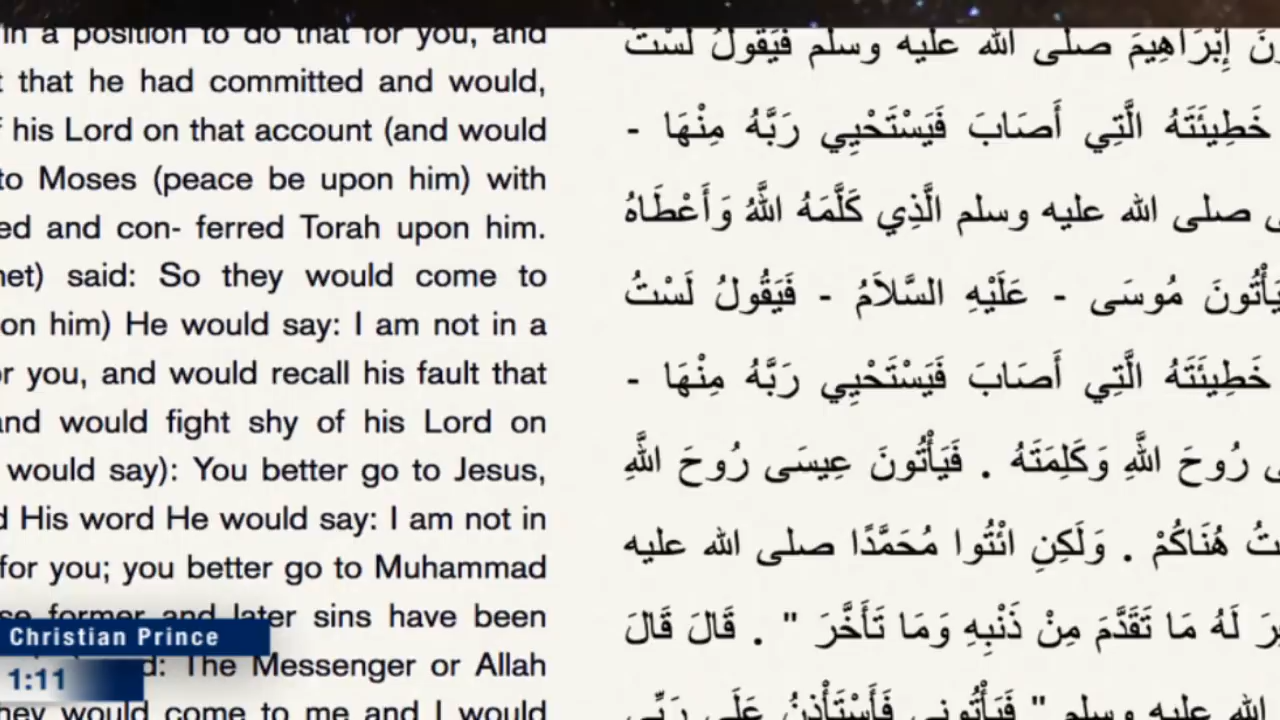 in a position to do that for you, and
that he had committed and would,
his Lord on that account (and would
to Moses (peace be upon him) with
ed and con- ferred Torah upon him.
het) said: So they would come to
on him) He would say: I am not in a
or you, and would recall his fault that
and would fight shy of his Lord on
would say): You better go to Jesus,
d His word He would say: I am not in
for you; you better go to Muhammad
se former and later sins have been
d: The Messenger or Allah
they would come to me and I would
ونَ إِبْرَاهِيمَ صلى الله عليه وسلم فَيَقُولُ لَسْتُ
خَطِيئَتَهُ الَّتِي أَصَابَ فَيَسْتَحْيِي رَبَّهُ مِنْهَا -
صلى الله عليه وسلم الَّذِي كَلَّمَهُ اللَّهُ وَأَعْطَاهُ
يَأْتُونَ مُوسَى - عَلَيْهِ السَّلاَمُ - فَيَقُولُ لَسْتُ
خَطِيئَتَهُ الَّتِي أَصَابَ فَيَسْتَحْيِي رَبَّهُ مِنْهَا -
رُوحَ اللَّهِ وَكَلِمَتَهُ . فَيَأْتُونَ عِيسَى رُوحَ اللَّهِ
تُ هُنَاكُمْ . وَلَكِنِ ائْتُوا مُحَمَّدًا صلى الله عليه
رَ لَهُ مَا تَقَدَّمَ مِنْ ذَنْبِهِ وَمَا تَأَخَّرَ " . قَالَ قَالَ
الله عليه وسلم " فَيَأْتُونِي فَأَسْتَأْذِنُ عَلَى رَبِّي
Christian Prince
1:11